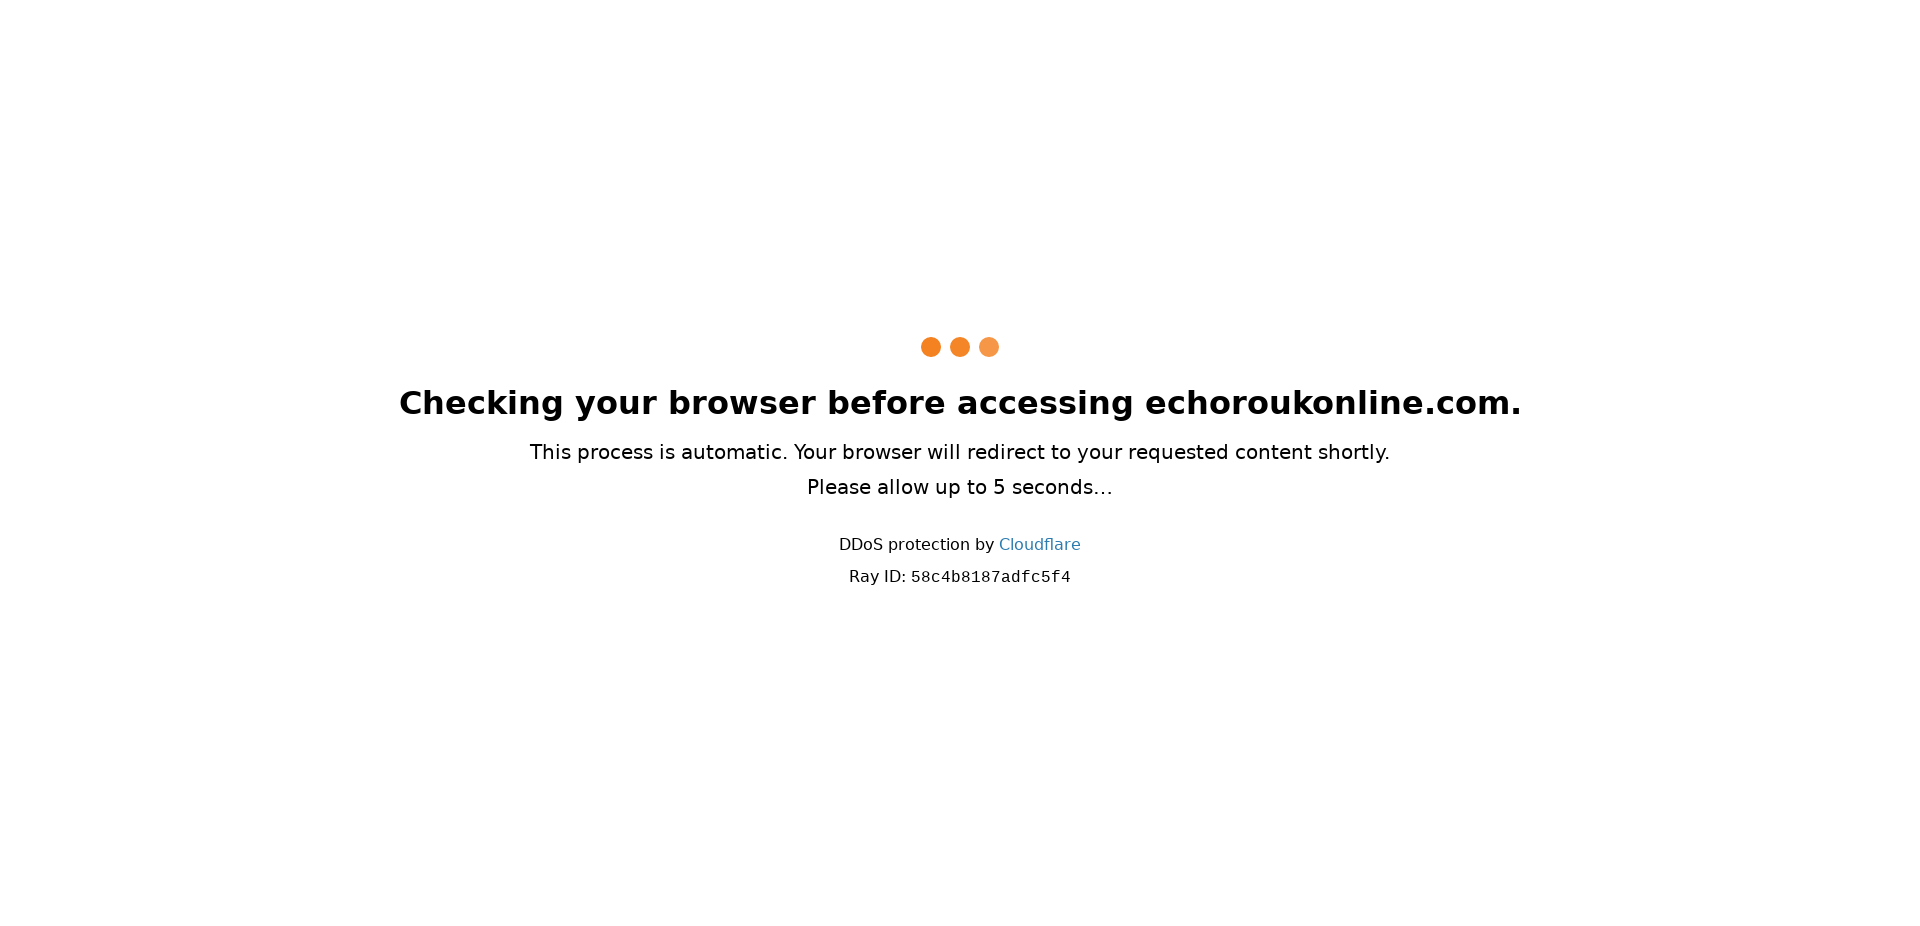 Checking your browser before accessing echoroukonline.com.
This process is automatic. Your browser will redirect to your requested content shortly.
Please allow up to 5 seconds…
DDoS protection by Cloudflare
Ray ID: 58c4b8187adfc5f4